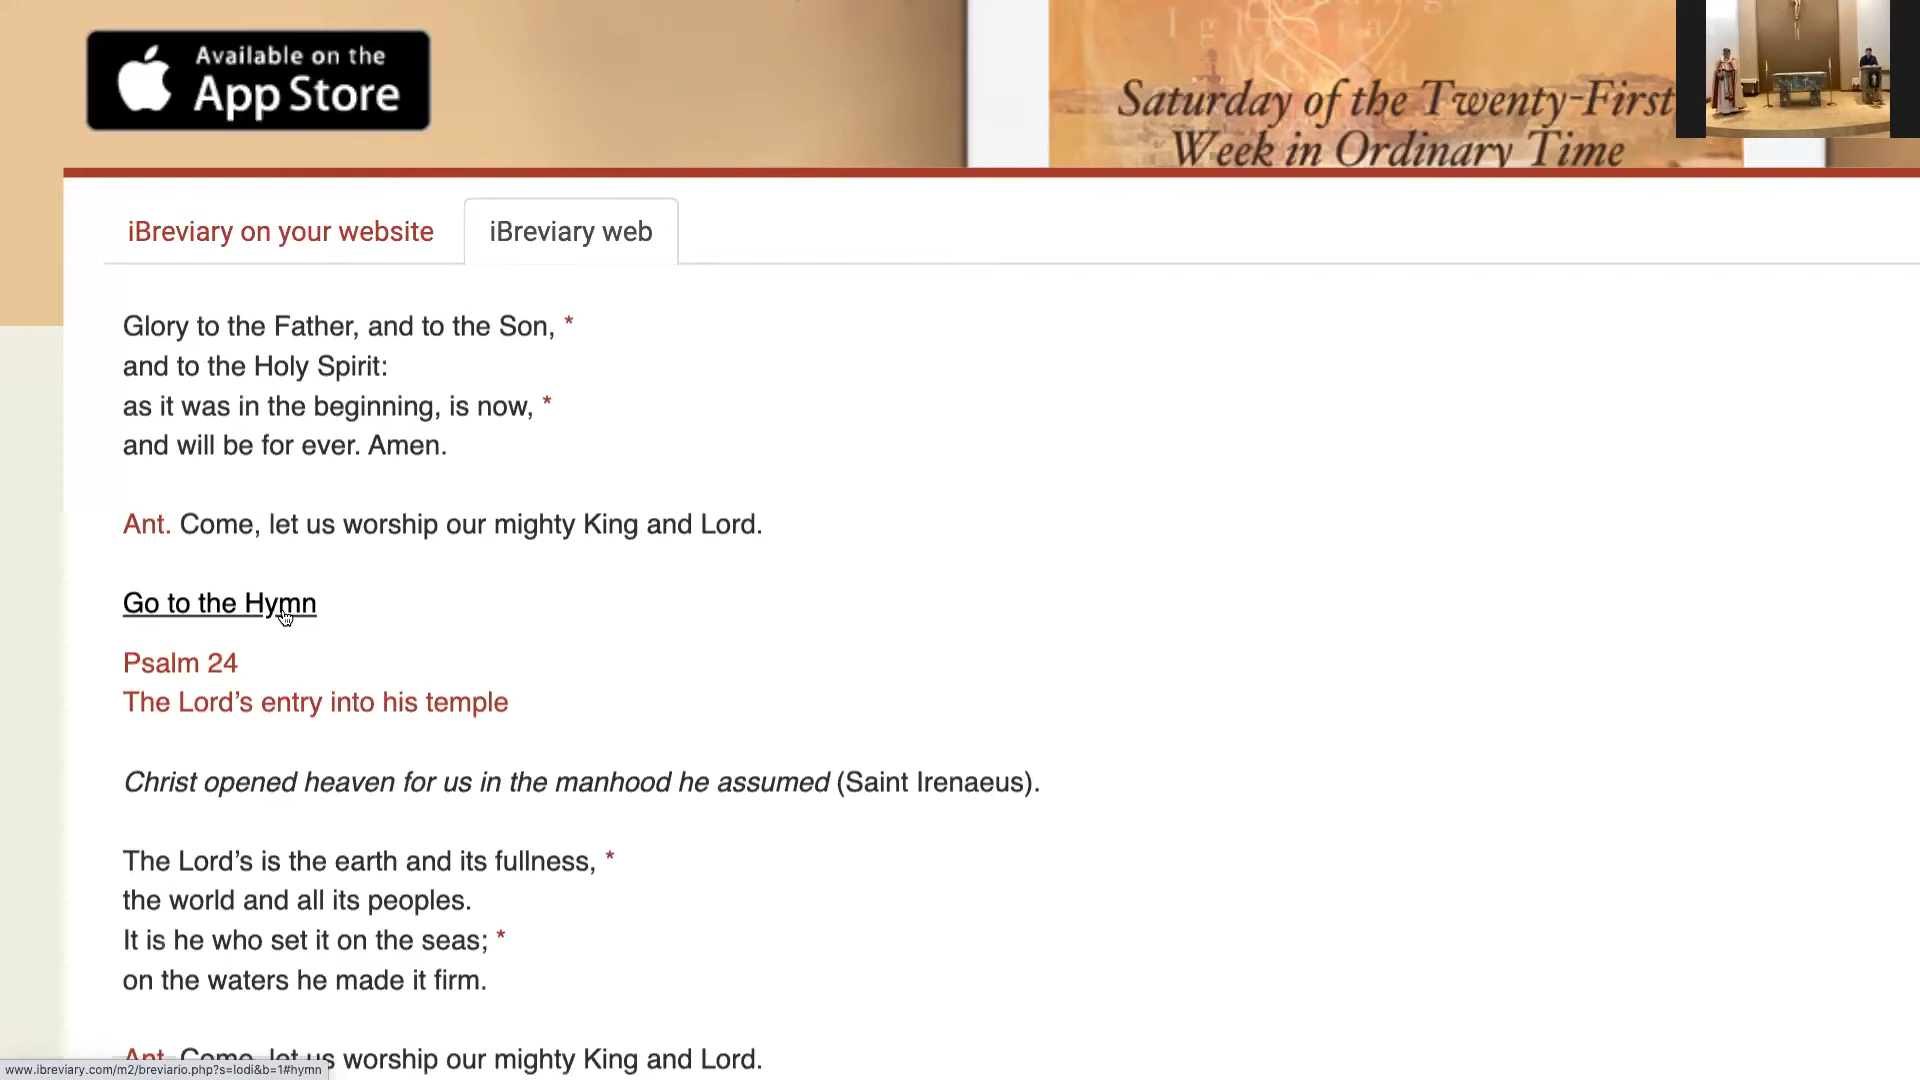 Available on the
App Store
Saturday of the Twenty-First
Week in Ordinary Time
iBreviary on your website
iBreviary web
Glory to the Father, and to the Son, *
and to the Holy Spirit:
as it was in the beginning, is now, *
and will be for ever. Amen.
Ant. Come, let us worship our mighty King and Lord.
Go to the Hymn
Psalm 24
The Lord’s entry into his temple
Christ opened heaven for us in the manhood he assumed (Saint Irenaeus).
The Lord’s is the earth and its fullness, *
the world and all its peoples.
It is he who set it on the seas; *
on the waters he made it firm.
Ant. Come, let us worship our mighty King and Lord.
www.ibreviary.com/m2/breviario.php?s=lodi&b=1#hymn